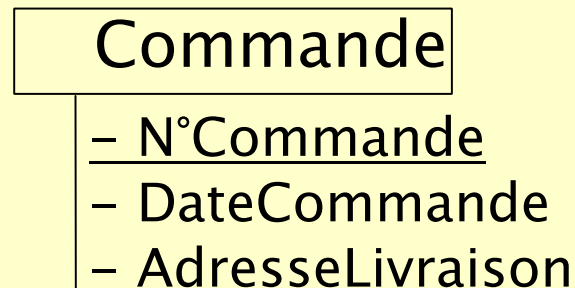 Commande
– N°Commande
– DateCommande
– AdresseLivraison